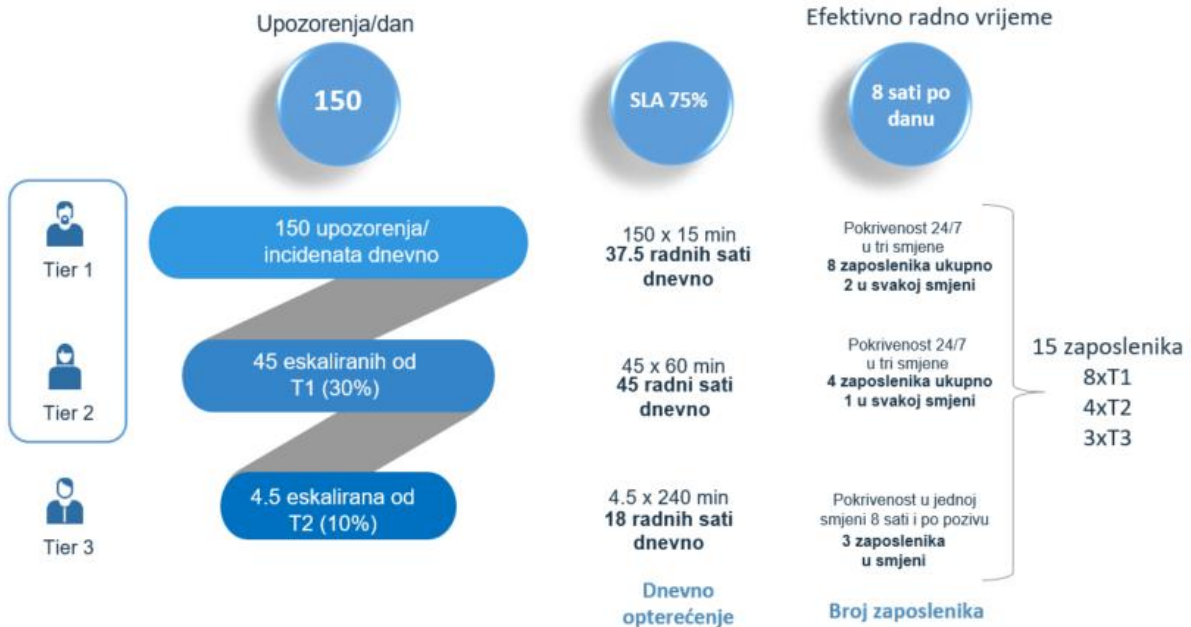 Upozorenja/dan
Efektivno radno vrijeme
150
SLA 75%
8 sati po
danu
Tier 1
150 upozorenja/
incidenata dnevno
150 x 15 min
37.5 radnih sati
dnevno
Pokrivenost 24/7
u tri smjene
8 zaposlenika ukupno
2 u svakoj smjeni
Tier 2
45 eskaliranih od
T1 (30%)
45 x 60 min
45 radni sati
dnevno
Pokrivenost 24/7
u tri smjene
4 zaposlenika ukupno
1 u svakoj smjeni
15 zaposlenika
8xT1
4xT2
3xT3
Tier 3
4.5 eskalirana od
T2 (10%)
4.5 x 240 min
18 radnih sati
dnevno
Pokrivenost u jednoj
smjeni 8 sati i po pozivu
3 zaposlenika
u smjeni
Dnevno
opterećenje
Broj zaposlenika